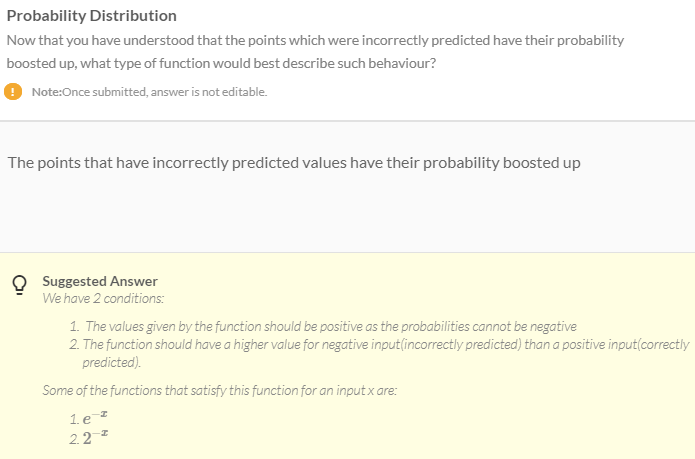 Probability Distribution
Now that you have understood that the points which were incorrectly predicted have their probability
boosted up, what type of function would best describe such behaviour?
! Note:Once submitted, answer is not editable.
The points that have incorrectly predicted values have their probability boosted up
Suggested Answer
We have 2 conditions:
1. The values given by the function should be positive as the probabilities cannot be negative
2. The function should have a higher value for negative input(incorrectly predicted) than a positive input(correctly
predicted).
Some of the functions that satisfy this function for an input x are:
1. e⁻ˣ
2. 2⁻ˣ